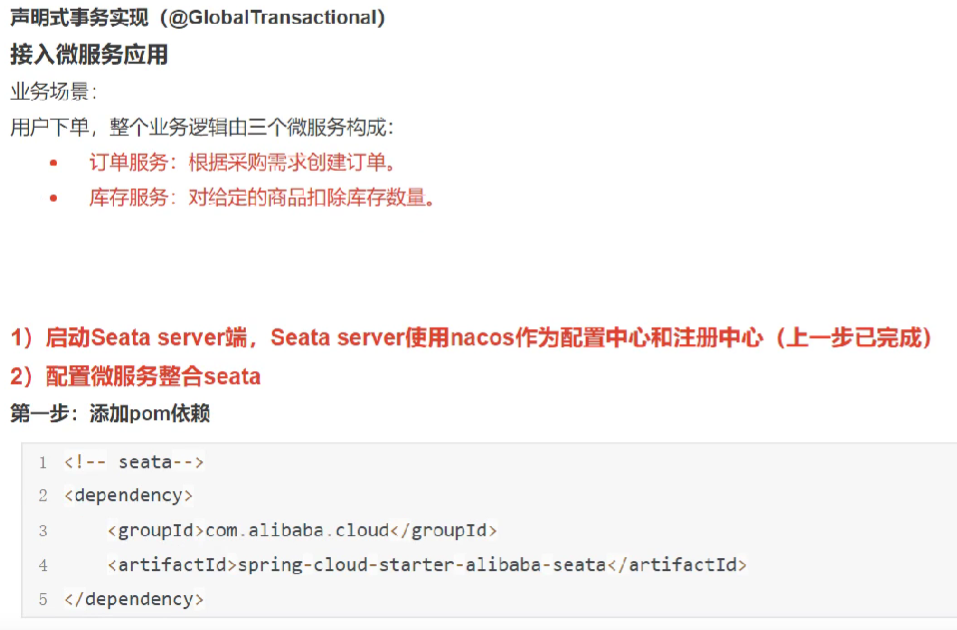 声明式事务实现（@GlobalTransactional）
接入微服务应用
业务场景：
用户下单，整个业务逻辑由三个微服务构成：
• 订单服务：根据采购需求创建订单。
• 库存服务：对给定的商品扣除库存数量。
1）启动Seata server端，Seata server使用nacos作为配置中心和注册中心（上一步已完成）
2）配置微服务整合seata
第一步：添加pom依赖
1 <!-- seata-->
2 <dependency>
3     <groupId>com.alibaba.cloud</groupId>
4     <artifactId>spring-cloud-starter-alibaba-seata</artifactId>
5 </dependency>